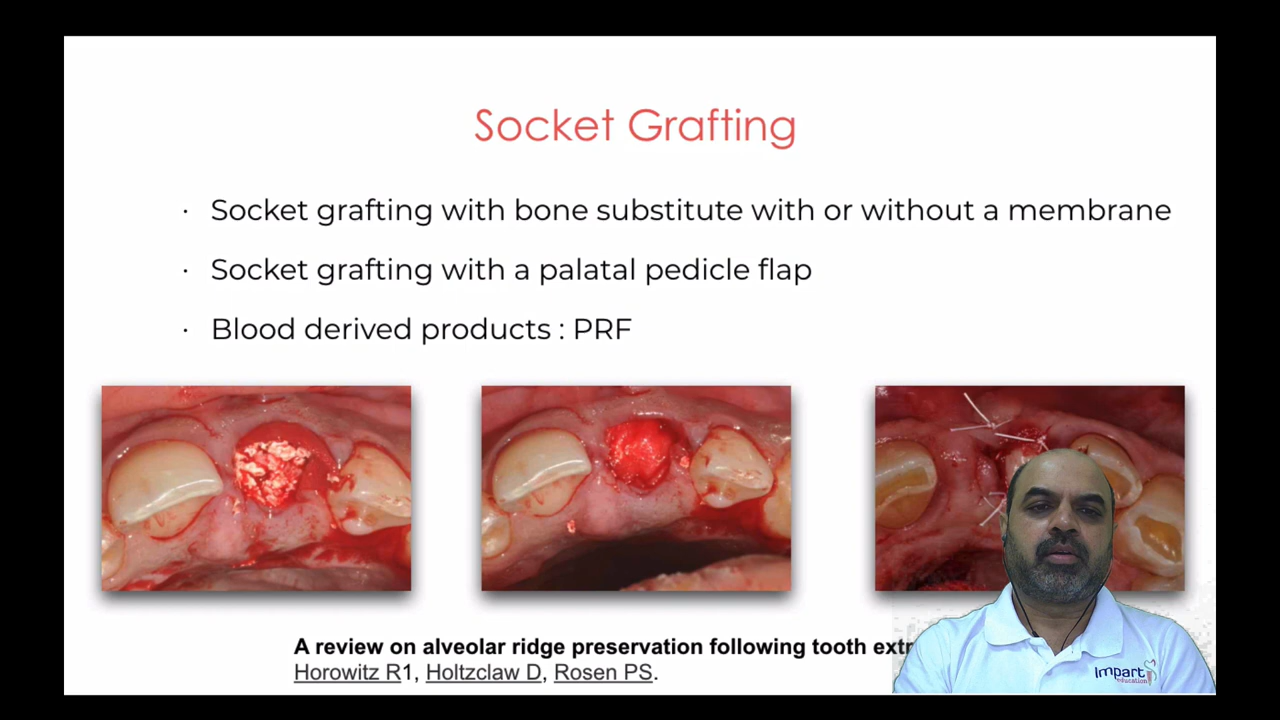 Socket Grafting
· Socket grafting with bone substitute with or without a membrane
· Socket grafting with a palatal pedicle flap
· Blood derived products : PRF
A review on alveolar ridge preservation following tooth
Horowitz R1, Holtzclaw D, Rosen PS.
Impart
education